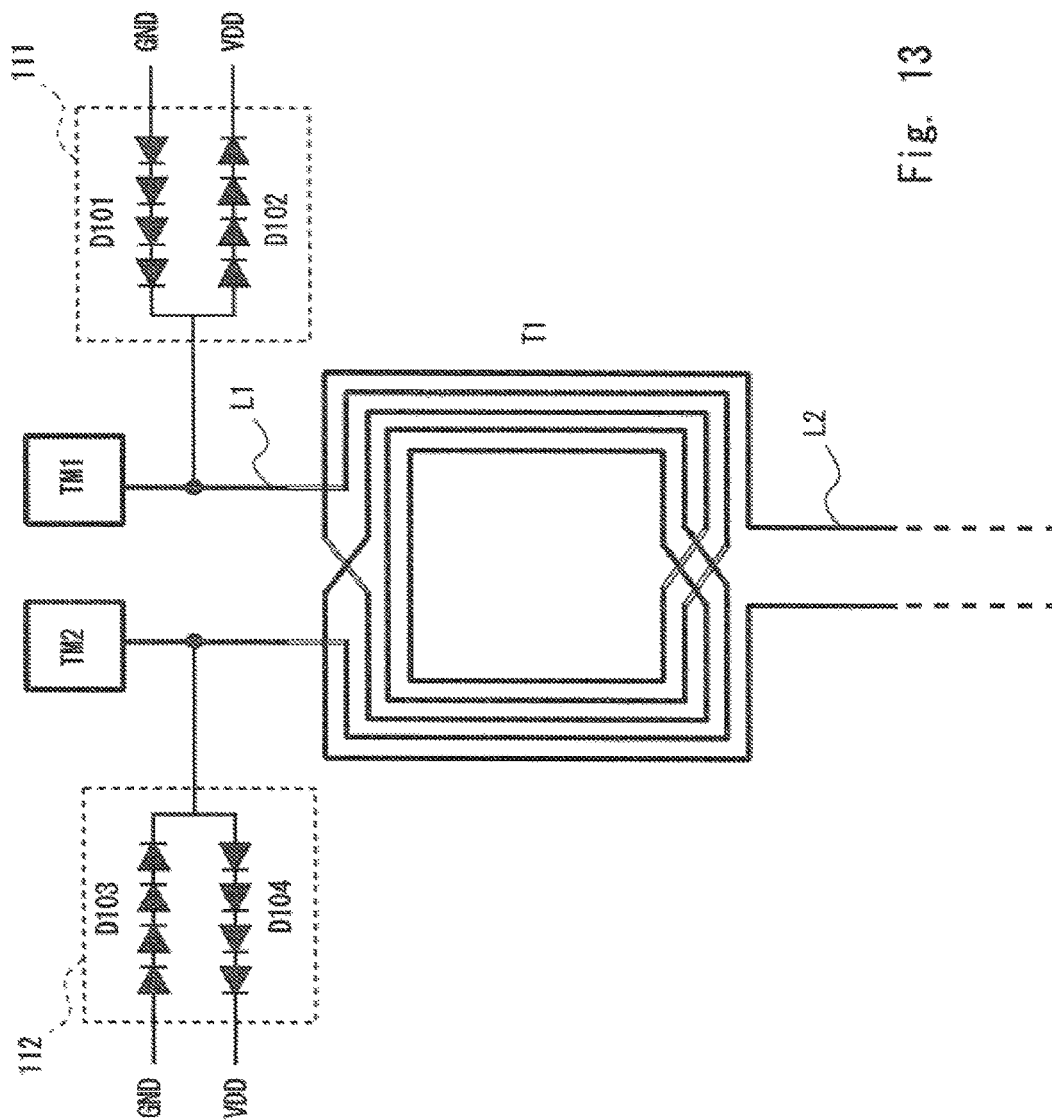 111
112
TM2
TM1
D103
D101
GND
GND
VDD
VDD
L1
D104
D102
T1
L2
Fig. 13